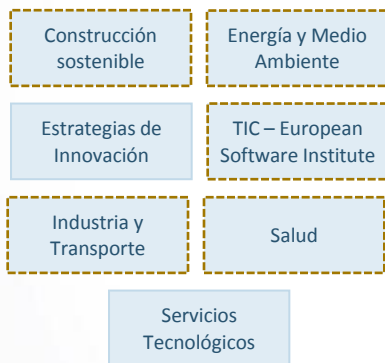 Construcción
sostenible
Energía y Medio
Ambiente
Estrategias de
Innovación
TIC – European
Software Institute
Industria y
Transporte
Salud
Servicios
Tecnológicos